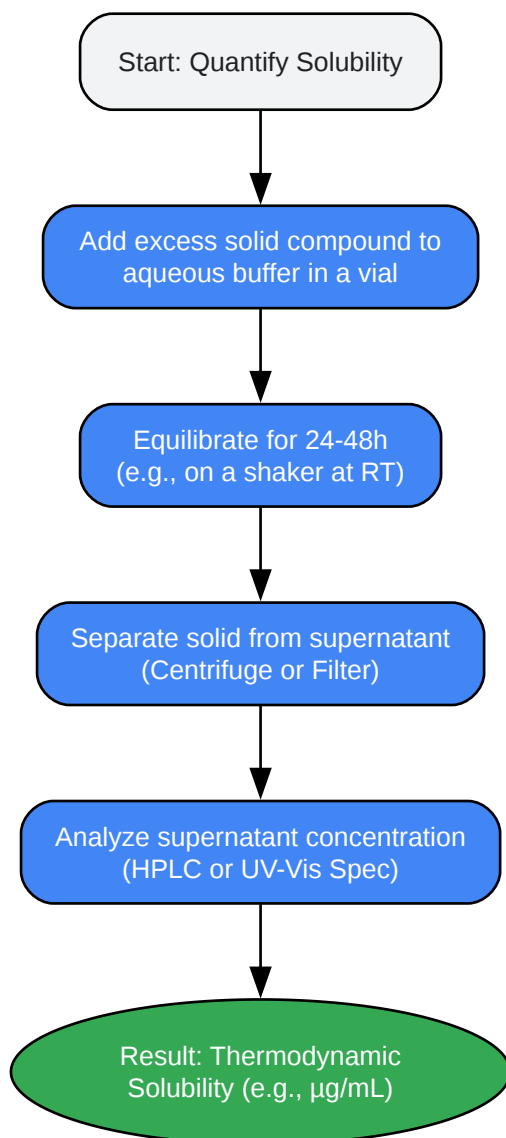 Start: Quantify Solubility
Add excess solid compound to
aqueous buffer in a vial
Equilibrate for 24-48h
(e.g., on a shaker at RT)
Separate solid from supernatant
(Centrifuge or Filter)
Analyze supernatant concentration
(HPLC or UV-Vis Spec)
Result: Thermodynamic
Solubility (e.g., µg/mL)